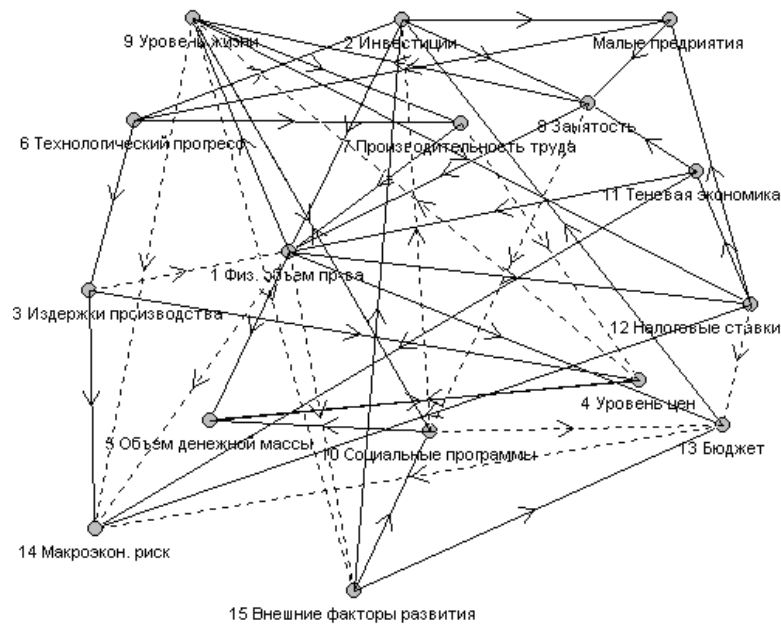 9 Уровень жизни
2 Инвестиции
Малые предприятия
8 Занятость
6 Технологический прогресс
7 Производительность труда
11 Теневая экономика
1 Физ. объем пр-ва
3 Издержки производства
12 Налоговые ставки
4 Уровень цен
5 Объем денежной массы
10 Социальные программы
13 Бюджет
14 Макроэкон. риск
15 Внешние факторы развития